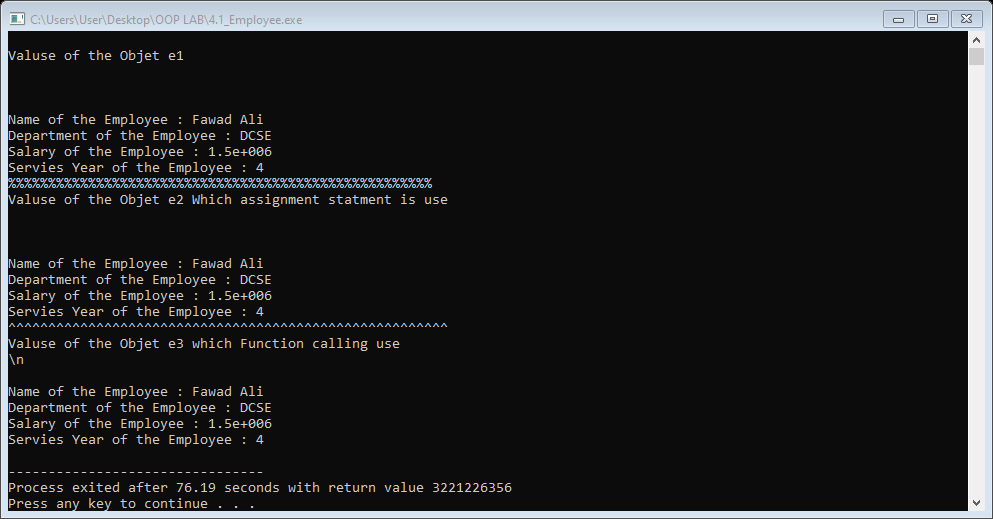 C:\Users\User\Desktop\OOP LAB\4.1_Employee.exe
Valuse of the Objet e1
Name of the Employee : Fawad Ali
Department of the Employee : DCSE
Salary of the Employee : 1.5e+006
Servies Year of the Employee : 4
%%%%%%%%%%%%%%%%%%%%%%%%%%%%%%%%%%%%%%%%%%%%%%%%%%%%%
Valuse of the Objet e2 Which assignment statment is use
Name of the Employee : Fawad Ali
Department of the Employee : DCSE
Salary of the Employee : 1.5e+006
Servies Year of the Employee : 4
^^^^^^^^^^^^^^^^^^^^^^^^^^^^^^^^^^^^^^^^^^^^^^^^^^^^^^^
Valuse of the Objet e3 which Function calling use
\n
Name of the Employee : Fawad Ali
Department of the Employee : DCSE
Salary of the Employee : 1.5e+006
Servies Year of the Employee : 4
--------------------------------
Process exited after 76.19 seconds with return value 3221226356
Press any key to continue . . .